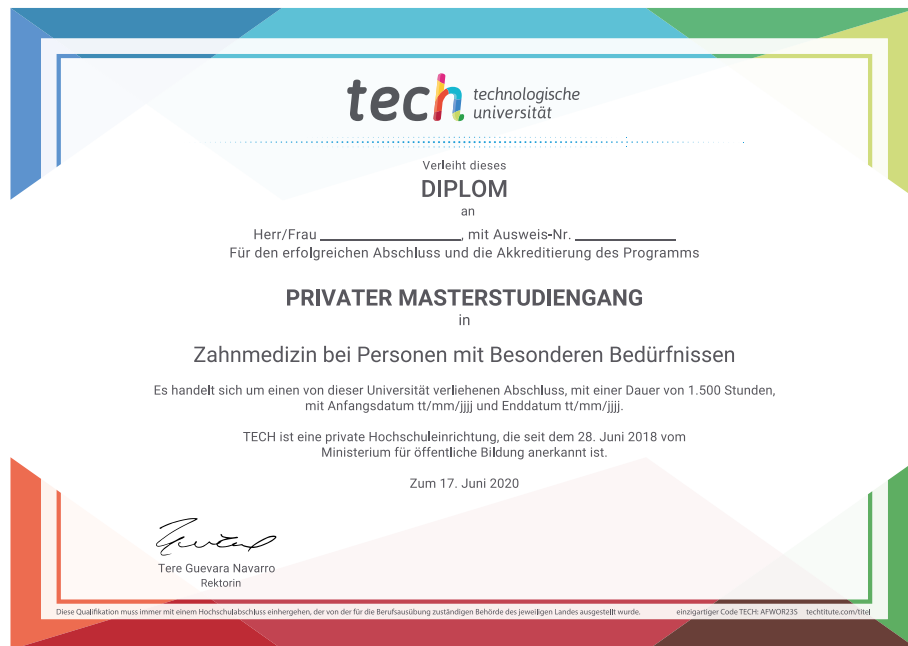 tech technologische
universität
Verleiht dieses
DIPLOM
an
Herr/Frau ____________________, mit Ausweis-Nr. ______________
Für den erfolgreichen Abschluss und die Akkreditierung des Programms
PRIVATER MASTERSTUDIENGANG
in
Zahnmedizin bei Personen mit Besonderen Bedürfnissen
Es handelt sich um einen von dieser Universität verliehenen Abschluss, mit einer Dauer von 1.500 Stunden,
mit Anfangsdatum tt/mm/jjjj und Enddatum tt/mm/jjjj.
TECH ist eine private Hochschuleinrichtung, die seit dem 28. Juni 2018 vom
Ministerium für öffentliche Bildung anerkannt ist.
Zum 17. Juni 2020
Tere Guevara Navarro
Rektorin
Diese Qualifikation muss immer mit einem Hochschulabschluss einhergehen, der von der für die Berufsausübung zuständigen Behörde des jeweiligen Landes ausgestellt wurde. einzigartiger Code TECH: AFWOR23S techtitute.com/titel